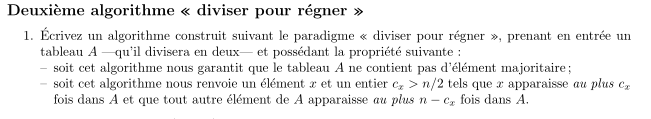 Deuxième algorithme « diviser pour régner »
1. Écrivez un algorithme construit suivant le paradigme « diviser pour régner », prenant en entrée un
tableau A —qu'il divisera en deux— et possédant la propriété suivante :
– soit cet algorithme nous garantit que le tableau A ne contient pas d'élément majoritaire ;
– soit cet algorithme nous renvoie un élément x et un entier cₓ > n/2 tels que x apparaisse au plus cₓ
fois dans A et que tout autre élément de A apparaisse au plus n − cₓ fois dans A.